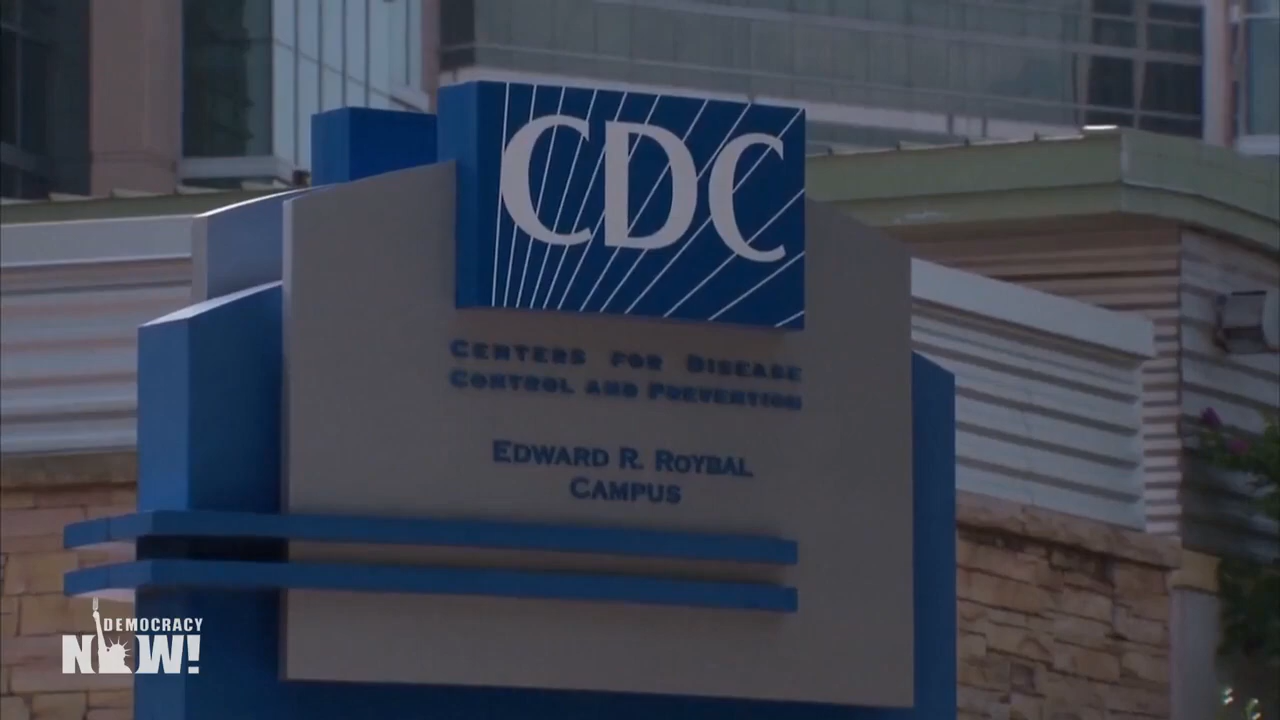 CDC
CENTERS FOR DISEASE
CONTROL AND PREVENTION
EDWARD R. ROYBAL
CAMPUS
DEMOCRACY
NOW!